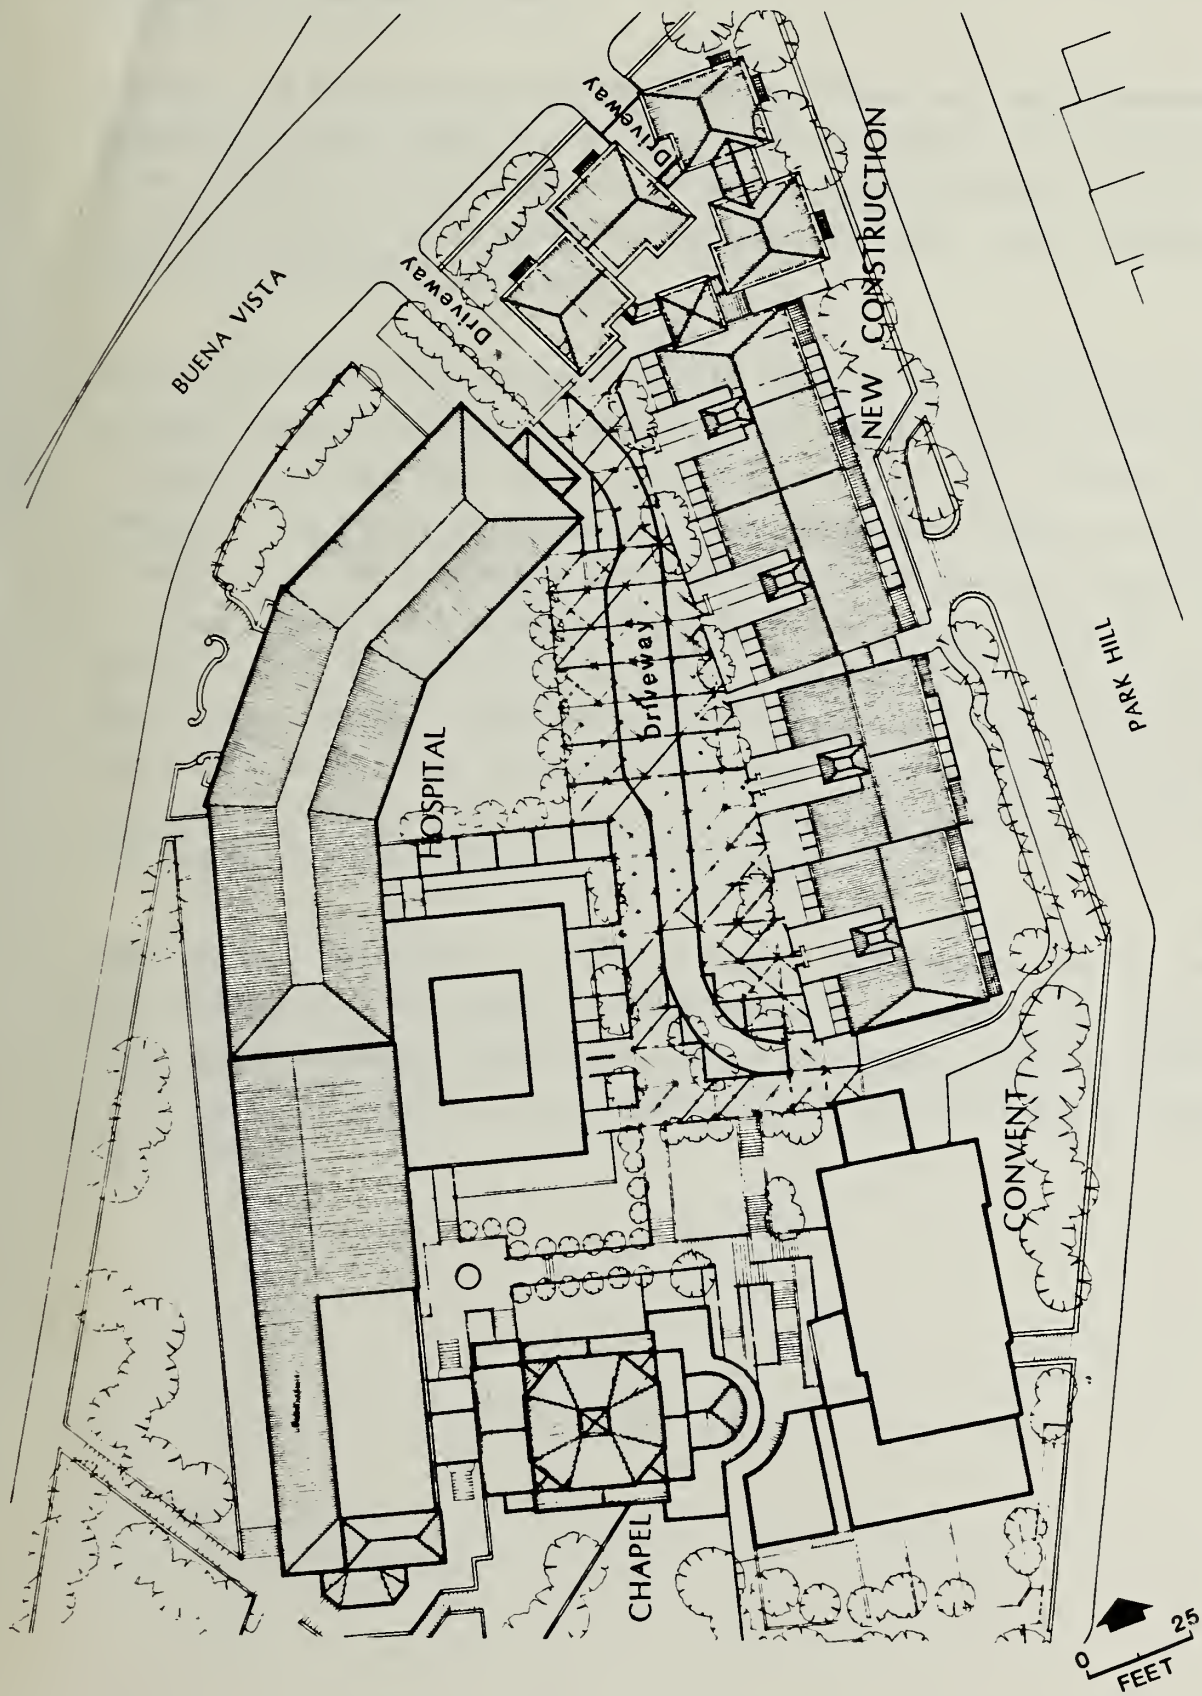 Driveway
Driveway
BUENA VISTA
NEW CONSTRUCTION
Driveway
HOSPITAL
PARK HILL
CONVENT
CHAPEL
0 25
FEET